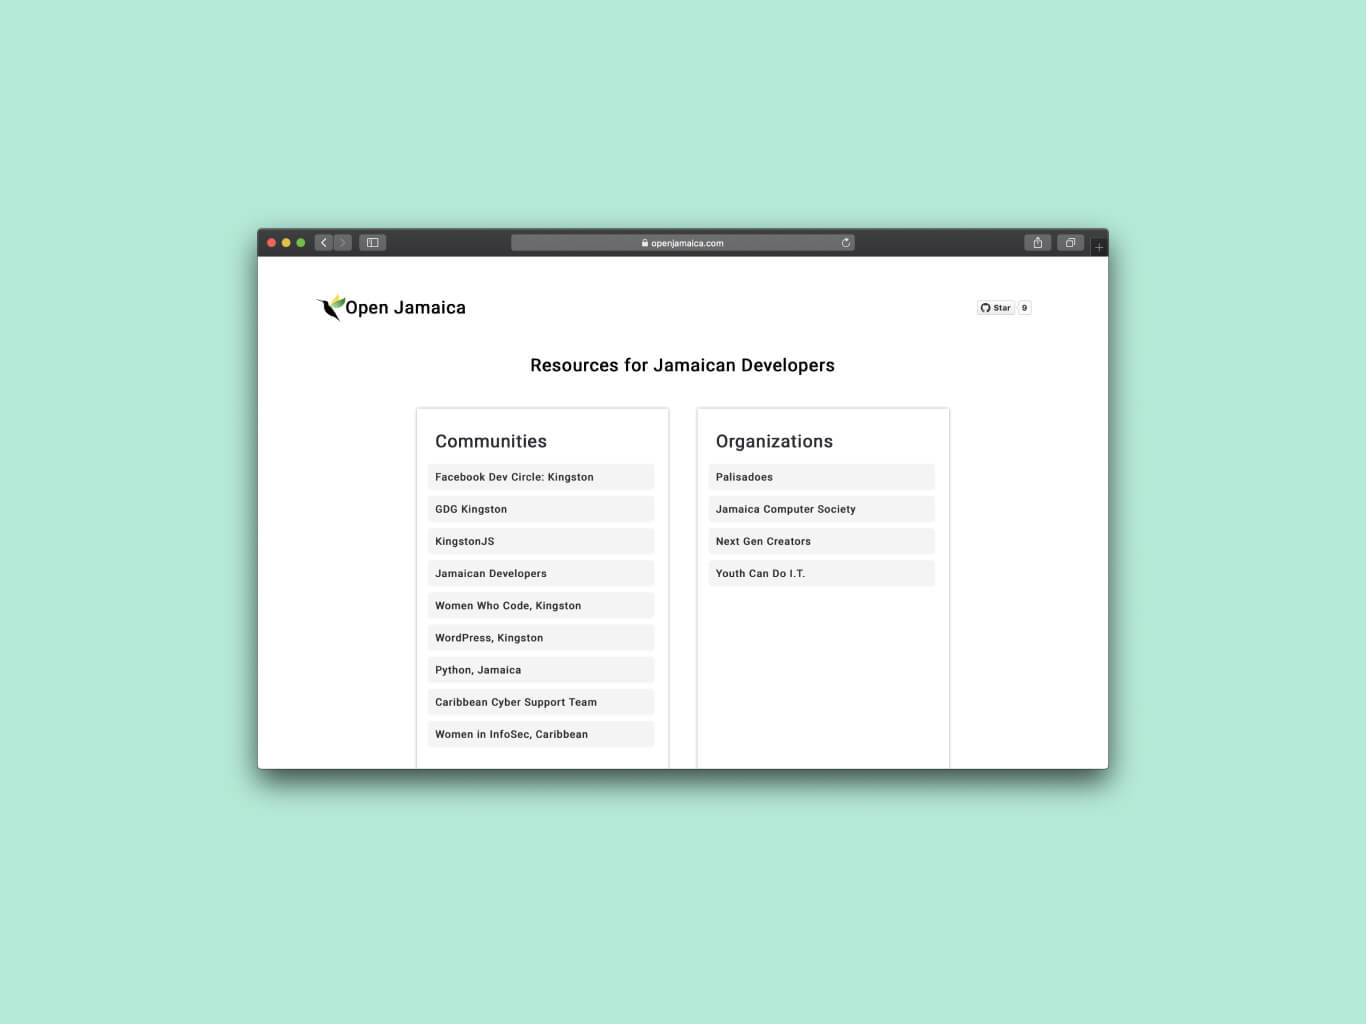 openjamaica.com
Open Jamaica
Star 9
Resources for Jamaican Developers
Communities
Facebook Dev Circle: Kingston
GDG Kingston
KingstonJS
Jamaican Developers
Women Who Code, Kingston
WordPress, Kingston
Python, Jamaica
Caribbean Cyber Support Team
Women in InfoSec, Caribbean
Organizations
Palisadoes
Jamaica Computer Society
Next Gen Creators
Youth Can Do I.T.